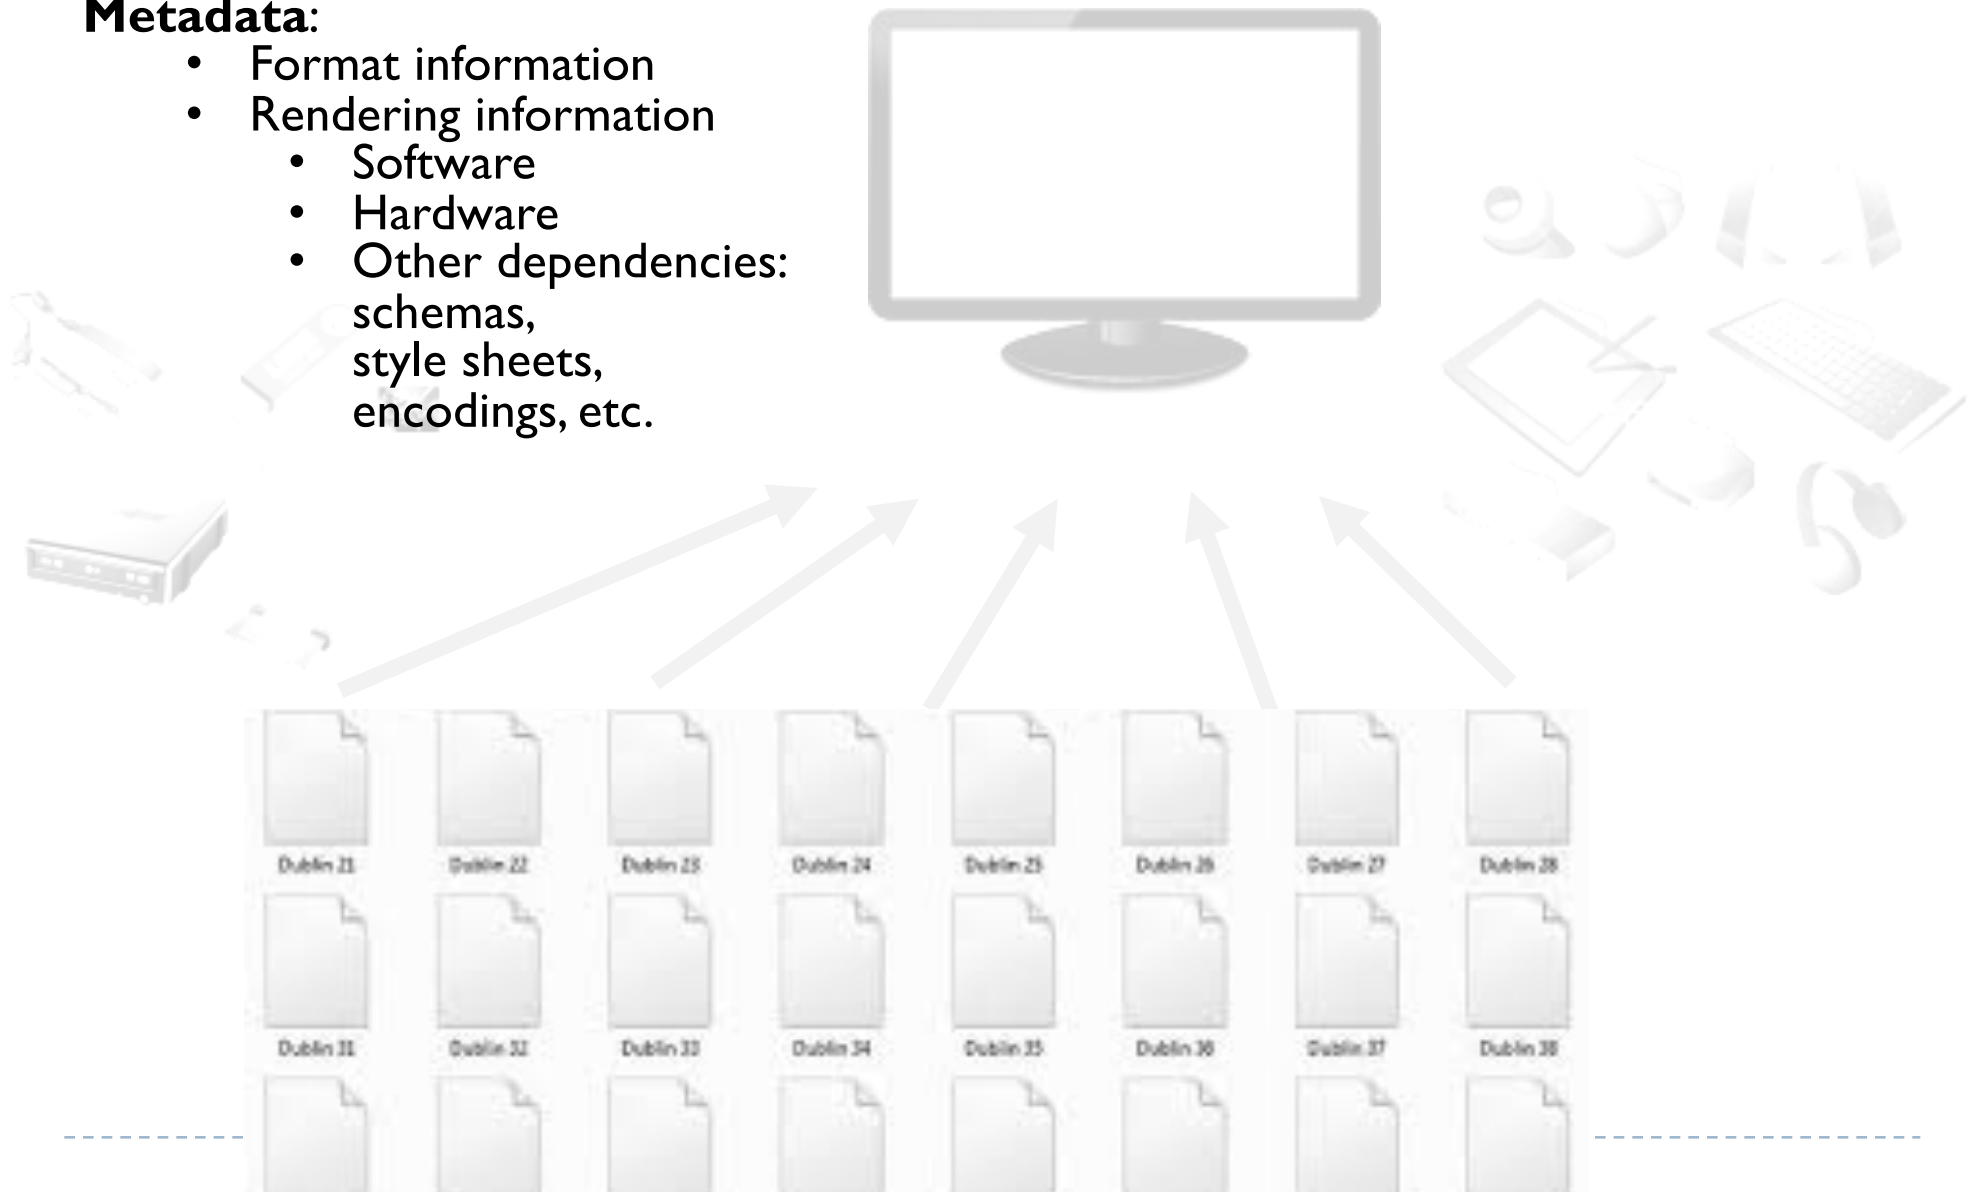 Metadata:
• Format information
• Rendering information
• Software
• Hardware
• Other dependencies:
schemas,
style sheets,
encodings, etc.
Dublin 21 Dublin 22 Dublin 23 Dublin 24 Dublin 25 Dublin 26 Dublin 27 Dublin 28
Dublin 31 Dublin 32 Dublin 33 Dublin 34 Dublin 35 Dublin 36 Dublin 37 Dublin 38